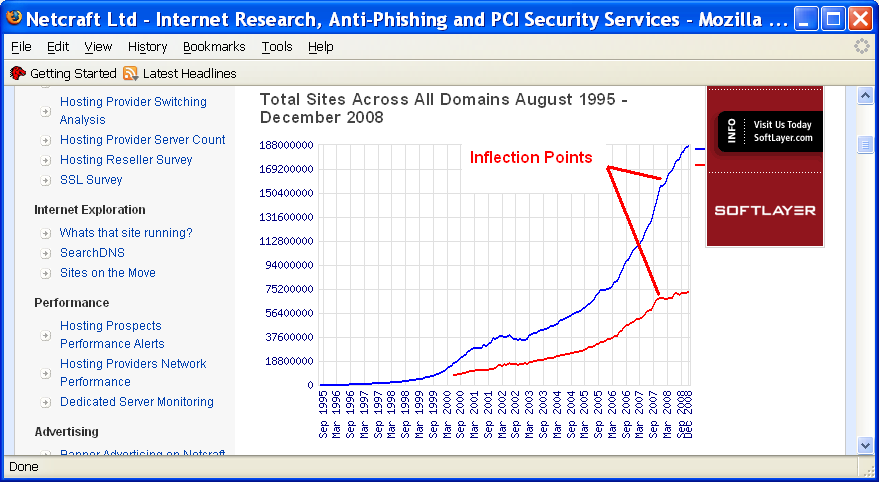 Netcraft Ltd - Internet Research, Anti-Phishing and PCI Security Services - Mozilla ...
File Edit View History Bookmarks Tools Help
Getting Started Latest Headlines
Hosting Provider Switching
Analysis
Hosting Provider Server Count
Hosting Reseller Survey
SSL Survey
Internet Exploration
Whats that site running?
SearchDNS
Sites on the Move
Performance
Hosting Prospects
Performance Alerts
Hosting Providers Network
Performance
Dedicated Server Monitoring
Advertising
Banner Advertising on Netcraft
Total Sites Across All Domains August 1995 -
December 2008
188000000
169200000
150400000
131600000
112800000
94000000
75200000
56400000
37600000
18800000
0
Inflection Points
Sep 1995
Mar 1996
Sep 1996
Mar 1997
Sep 1997
Mar 1998
Sep 1998
Mar 1999
Sep 1999
Mar 2000
Sep 2000
Mar 2001
Sep 2001
Mar 2002
Sep 2002
Mar 2003
Sep 2003
Mar 2004
Sep 2004
Mar 2005
Sep 2005
Mar 2006
Sep 2006
Mar 2007
Sep 2007
Mar 2008
Sep 2008
Dec 2008
INFO
Visit Us Today
SoftLayer.com
SOFTLAYER
Done